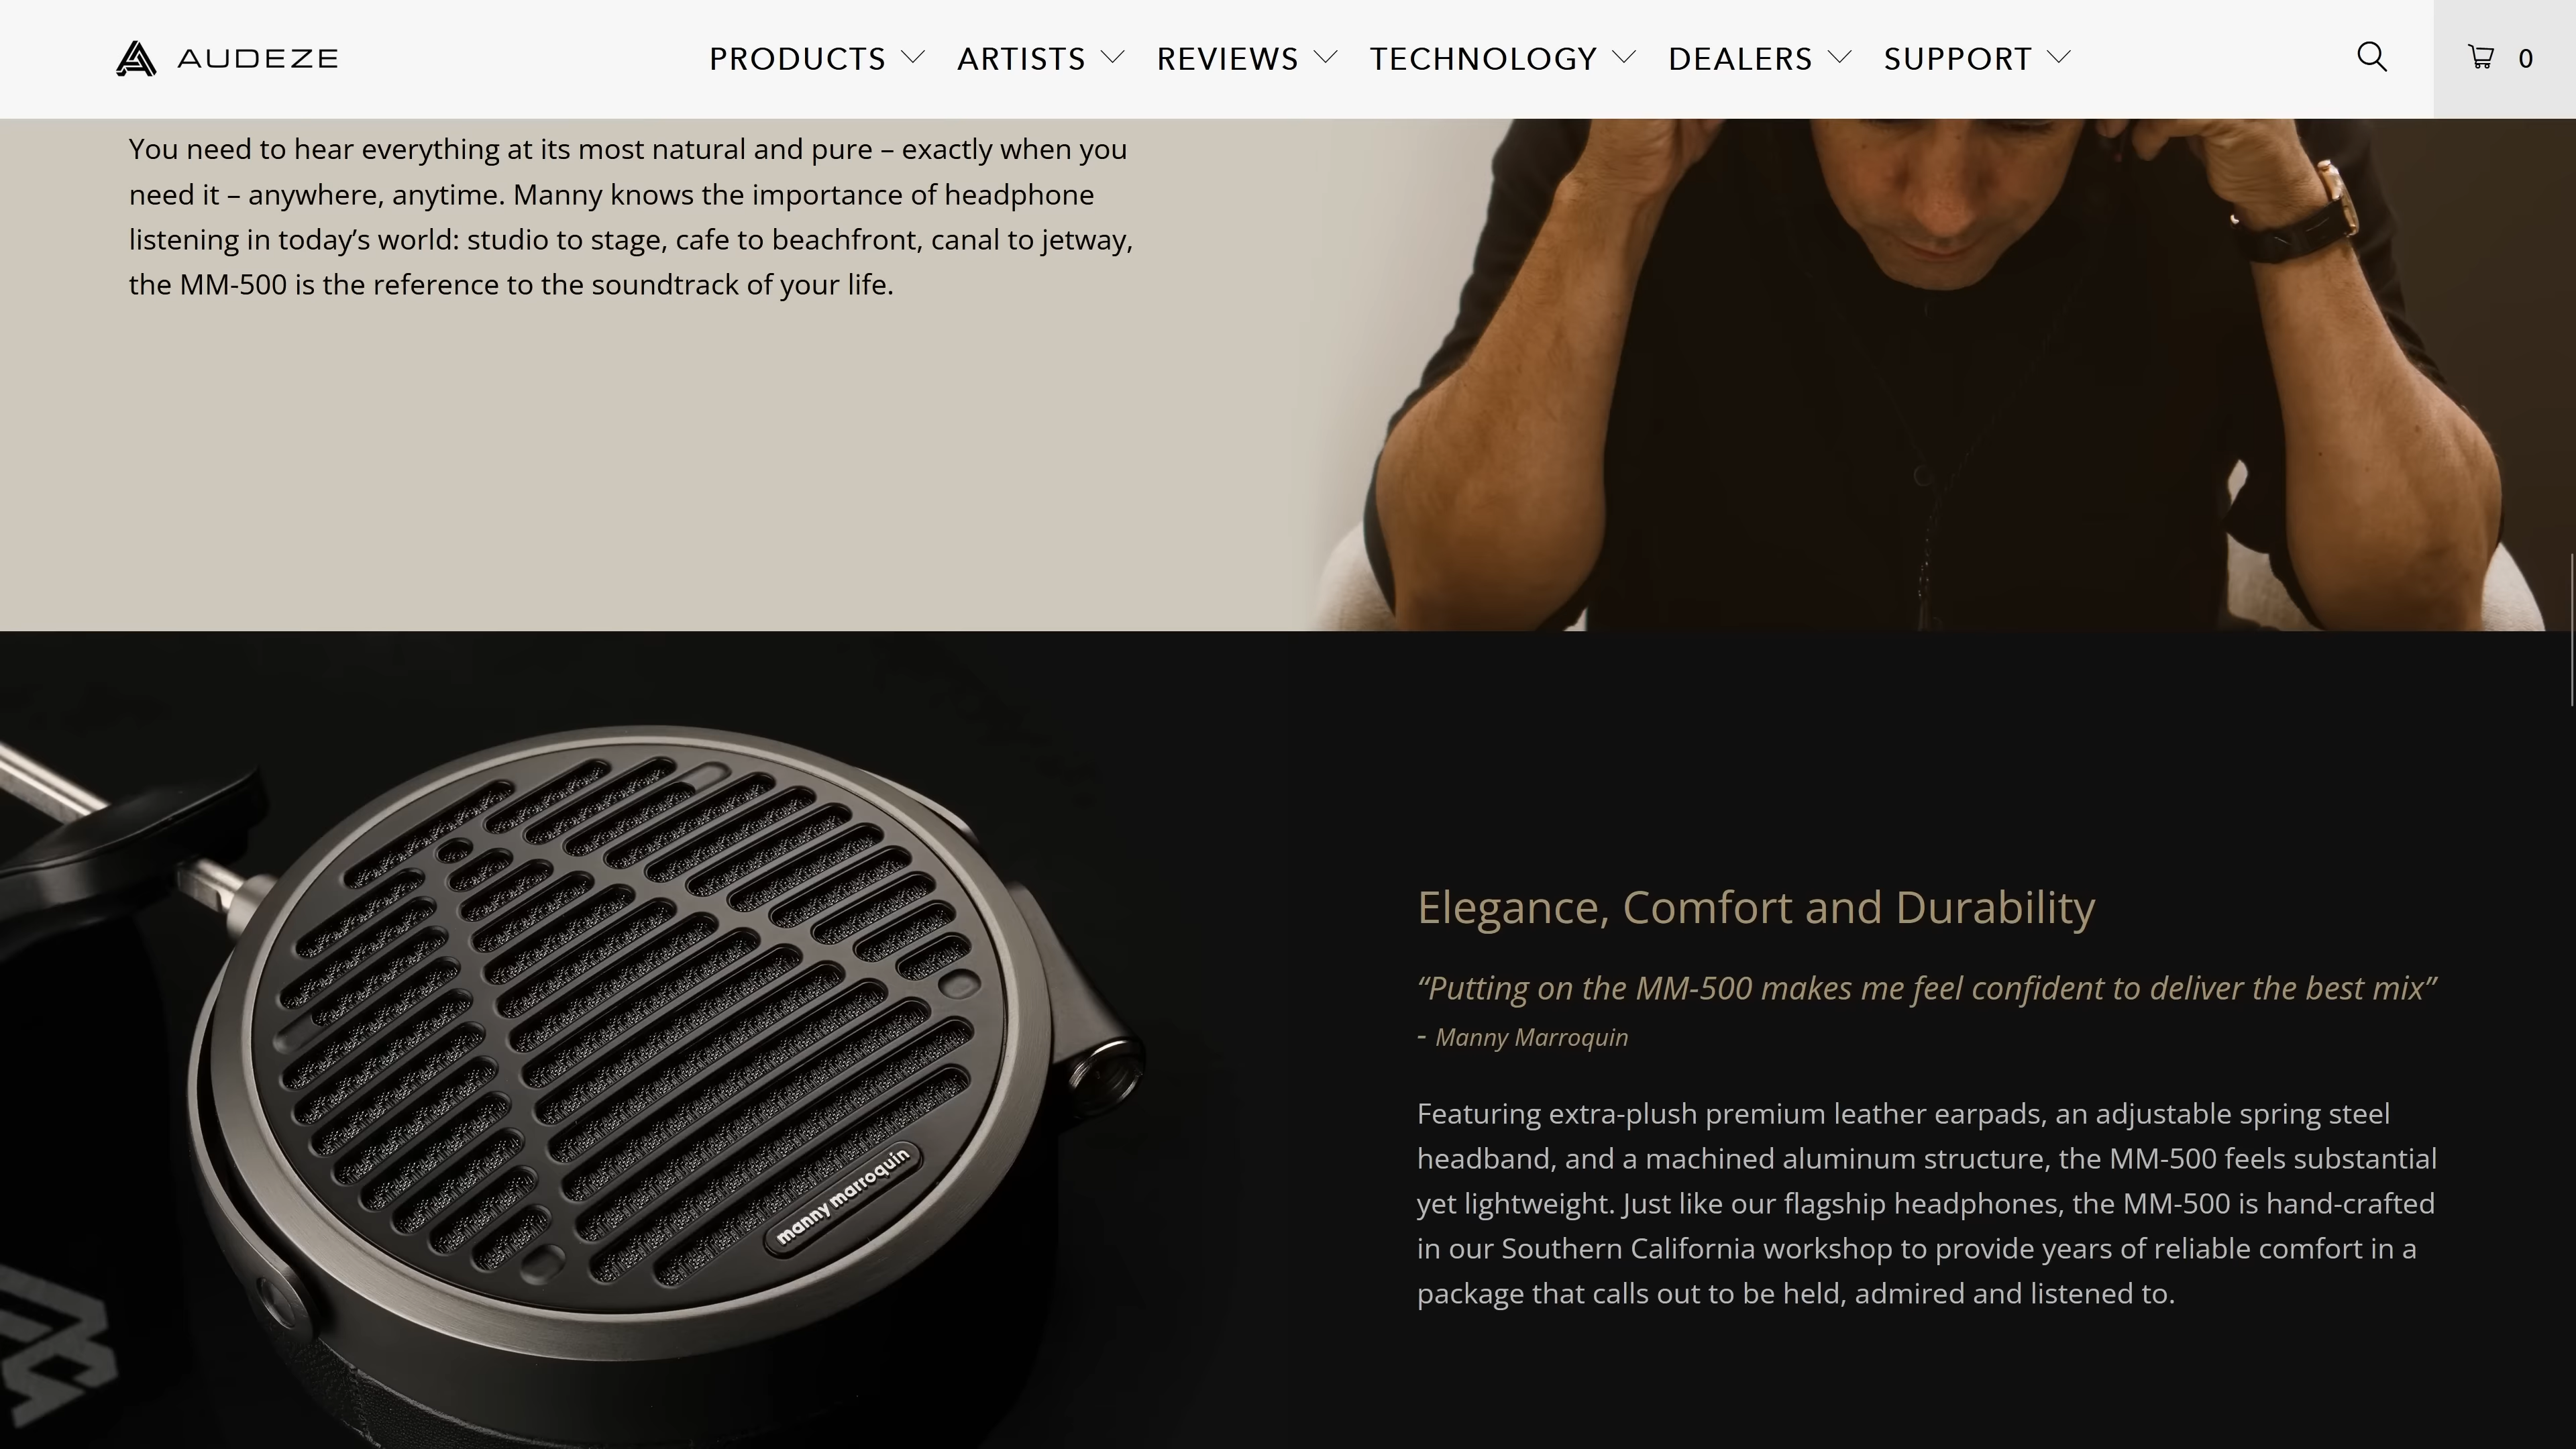 AUDEZE
PRODUCTS
ARTISTS
REVIEWS
TECHNOLOGY
DEALERS
SUPPORT
0
You need to hear everything at its most natural and pure – exactly when you
need it – anywhere, anytime. Manny knows the importance of headphone
listening in today’s world: studio to stage, cafe to beachfront, canal to jetway,
the MM-500 is the reference to the soundtrack of your life.
manny marroquin
Elegance, Comfort and Durability
“Putting on the MM-500 makes me feel confident to deliver the best mix”
- Manny Marroquin
Featuring extra-plush premium leather earpads, an adjustable spring steel
headband, and a machined aluminum structure, the MM-500 feels substantial
yet lightweight. Just like our flagship headphones, the MM-500 is hand-crafted
in our Southern California workshop to provide years of reliable comfort in a
package that calls out to be held, admired and listened to.